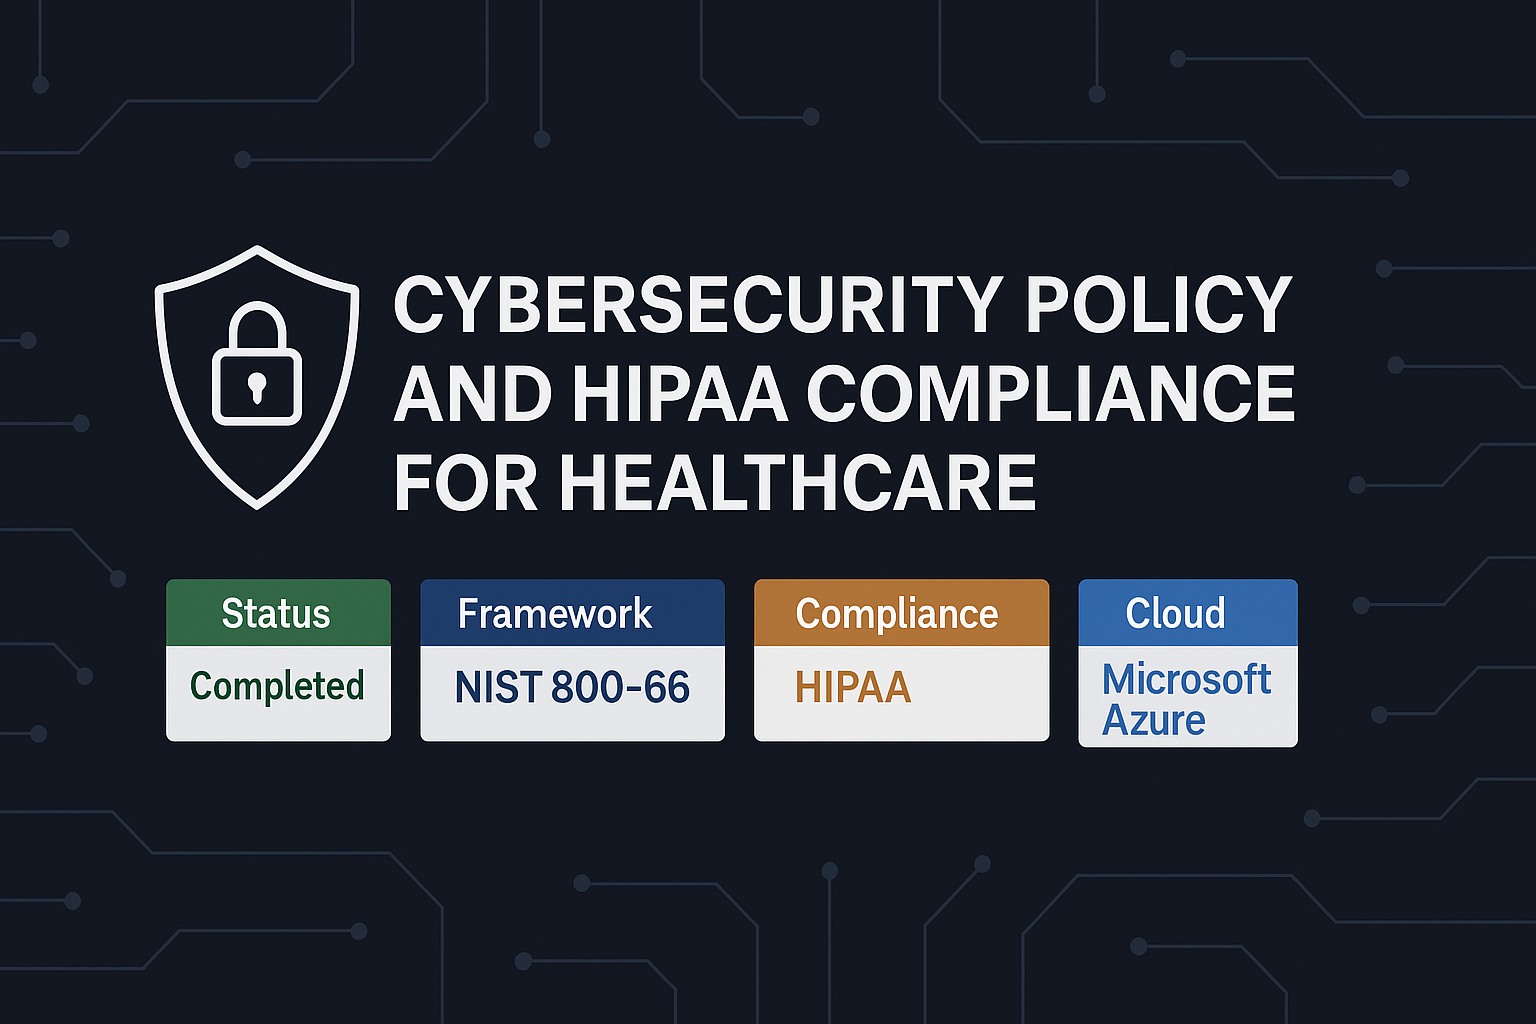 CYBERSECURITY POLICY
AND HIPAA COMPLIANCE
FOR HEALTHCARE
Status
Completed
Framework
NIST 800-66
Compliance
HIPAA
Cloud
Microsoft
Azure